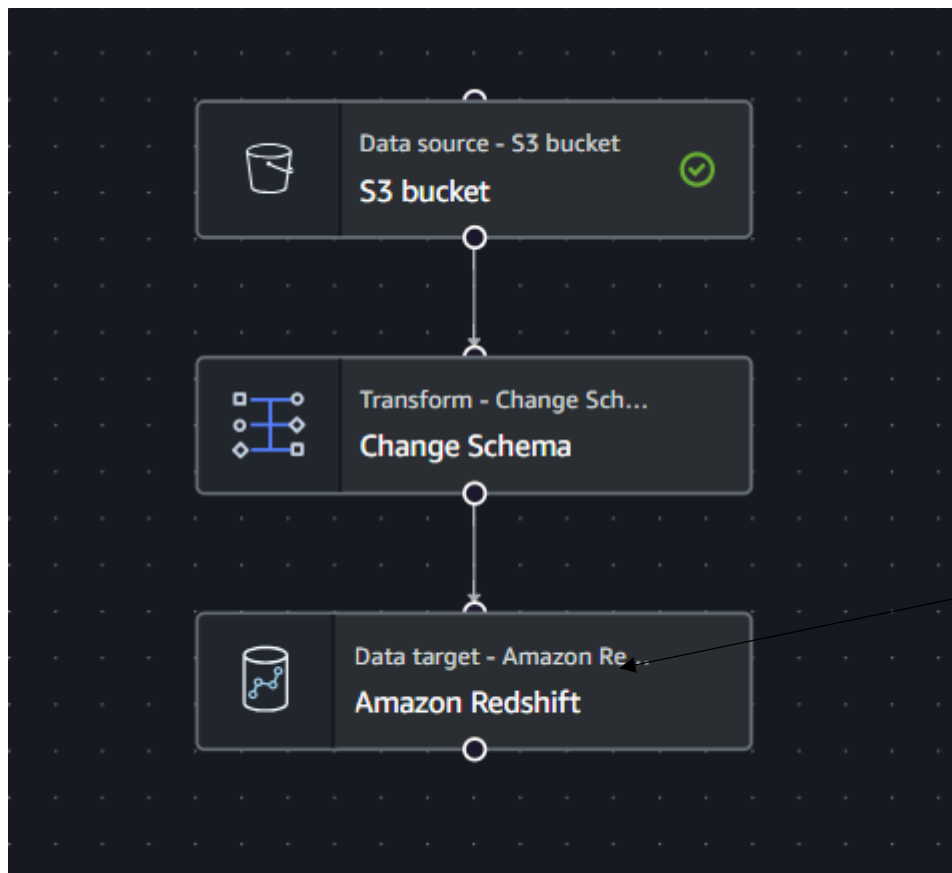 Data source - S3 bucket
S3 bucket
Transform - Change Sch...
Change Schema
Data target - Amazon Re...
Amazon Redshift